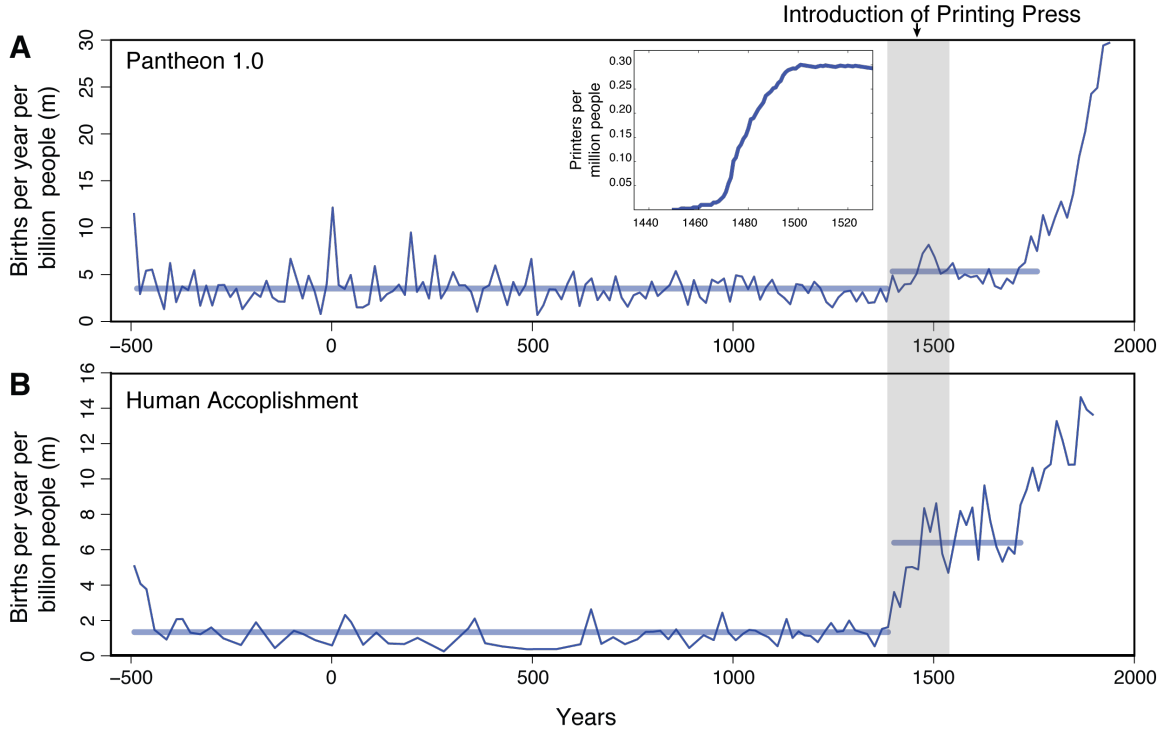 Introduction of Printing Press
A
Pantheon 1.0
Births per year per
billion people (m)
30
25
20
15
10
5
0
Printers per
million people
0.30
0.25
0.20
0.15
0.10
0.05
1440 1460 1480 1500 1520
−500 0 500 1000 1500 2000
B
Human Accoplishment
Births per year per
billion people (m)
16
14
12
10
8
6
4
2
0
−500 0 500 1000 1500 2000
Years